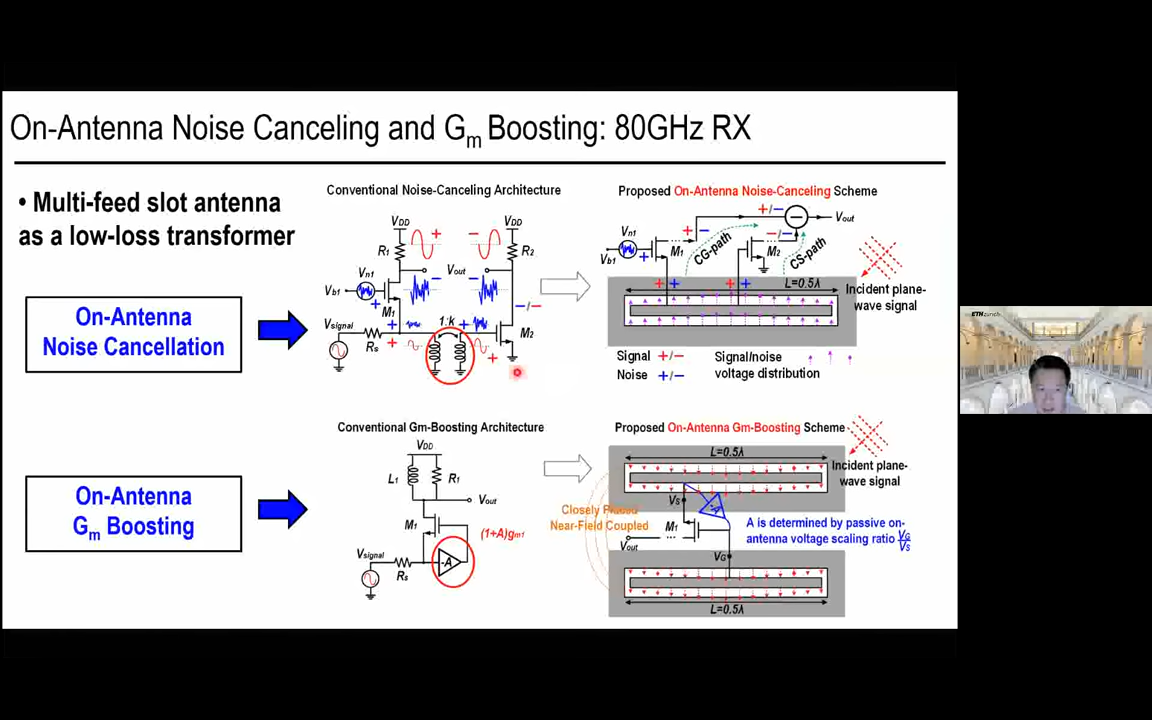 On-Antenna Noise Canceling and Gm Boosting: 80GHz RX
• Multi-feed slot antenna
as a low-loss transformer
On-Antenna
Noise Cancellation
Conventional Noise-Canceling Architecture
VDD
VDD
R1
R2
Vn1
Vout
Vb1
M1
Vsignal
Rs
1:k
M2
Proposed On-Antenna Noise-Canceling Scheme
+/−
Vout
Vn1
Vb1
M1
CG-path
M2
−/−
CS-path
L=0.5λ
Incident plane-
wave signal
Signal +/−
Noise +/−
Signal/noise
voltage distribution
On-Antenna
Gm Boosting
Conventional Gm-Boosting Architecture
VDD
L1
R1
Vout
M1
(1+A)gm1
Vsignal
Rs
-A
Proposed On-Antenna Gm-Boosting Scheme
L=0.5λ
Incident plane-
wave signal
Closely Placed
Near-Field Coupled
VS
-A
M1
Vout
VG
A is determined by passive on-
antenna voltage scaling ratio VG/VS
L=0.5λ
ETH zürich